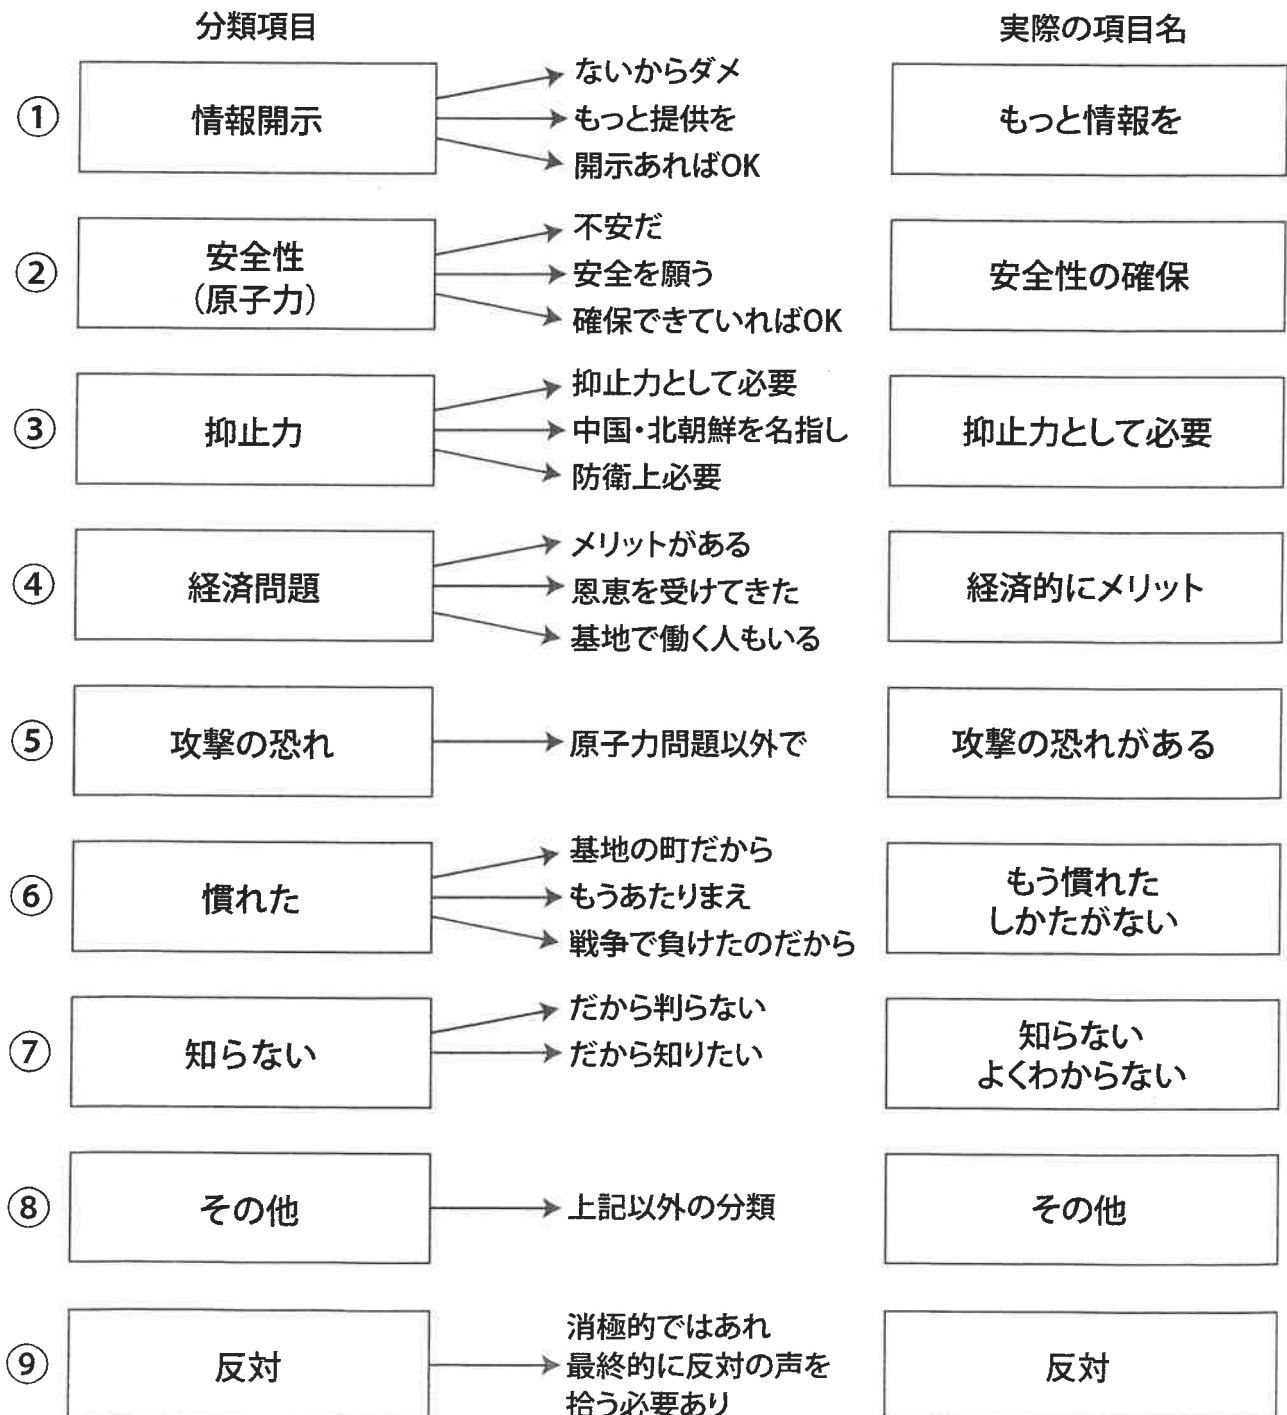 分類項目
実際の項目名
①
情報開示
ないからダメ
もっと提供を
開示あればOK
もっと情報を
②
安全性
(原子力)
不安だ
安全を願う
確保できていればOK
安全性の確保
③
抑止力
抑止力として必要
中国・北朝鮮を名指し
防衛上必要
抑止力として必要
④
経済問題
メリットがある
恩恵を受けてきた
基地で働く人もいる
経済的にメリット
⑤
攻撃の恐れ
原子力問題以外で
攻撃の恐れがある
⑥
慣れた
基地の町だから
もうあたりまえ
戦争で負けたのだから
もう慣れた
しかたがない
⑦
知らない
だから判らない
だから知りたい
知らない
よくわからない
⑧
その他
上記以外の分類
その他
⑨
反対
消極的ではあれ
最終的に反対の声を
拾う必要あり
反対